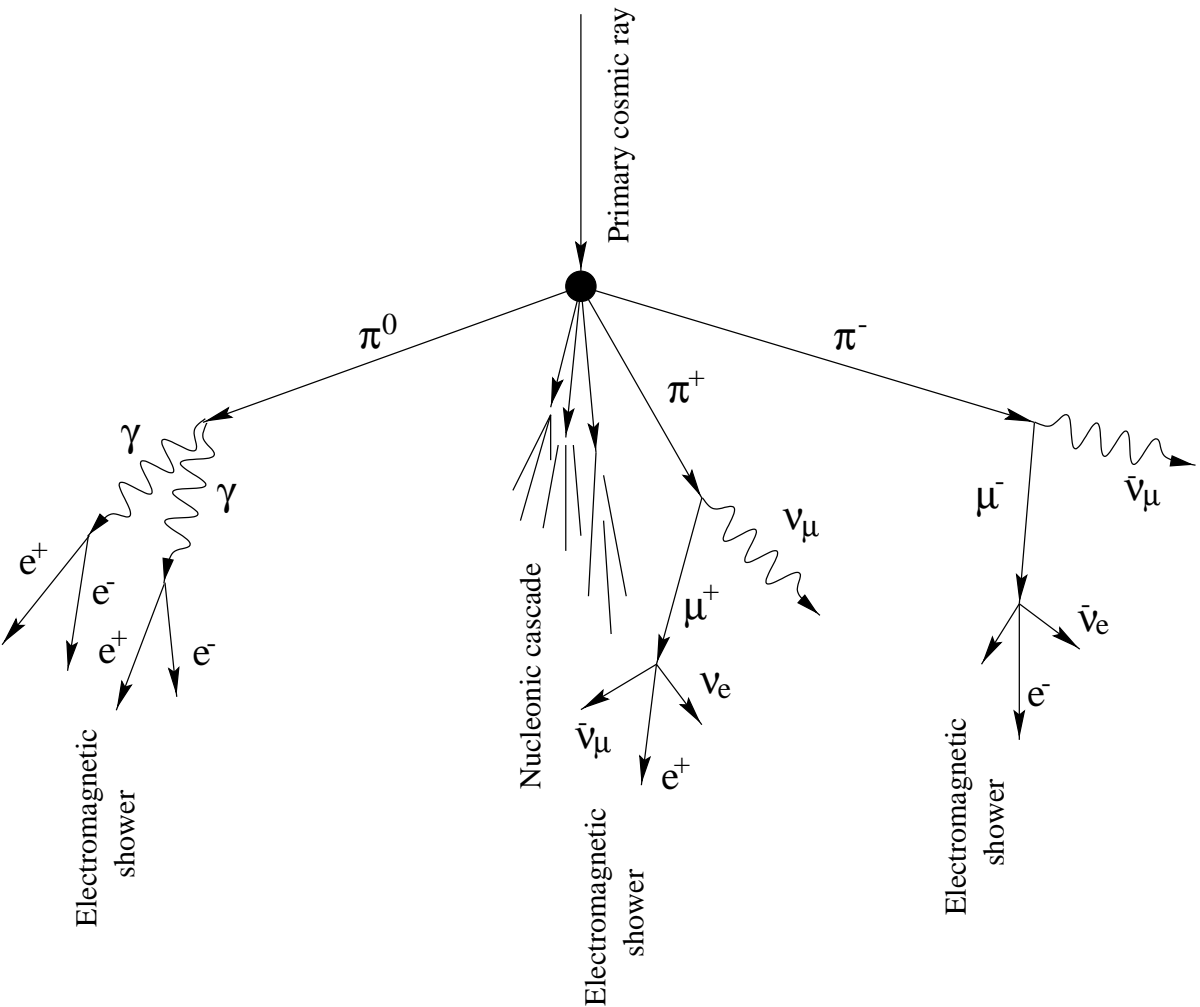 Primary cosmic ray
π⁰
π⁻
π⁺
γ
γ
ν̄μ
μ⁻
νμ
e⁺
e⁻
e⁺
e⁻
μ⁺
ν̄e
νe
e⁻
ν̄μ
e⁺
Nucleonic cascade
Electromagnetic
shower
Electromagnetic
shower
Electromagnetic
shower